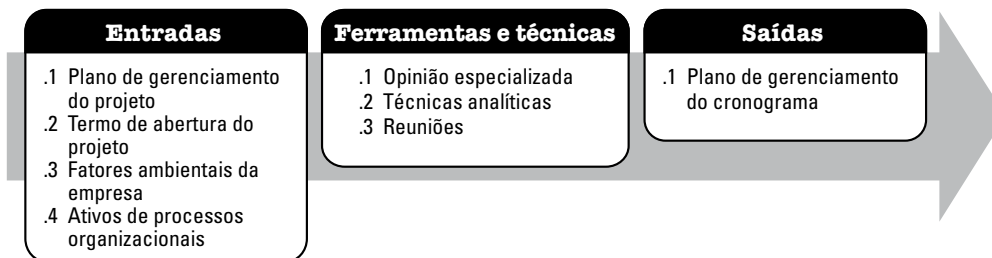 Entradas
.1 Plano de gerenciamento
do projeto
.2 Termo de abertura do
projeto
.3 Fatores ambientais da
empresa
.4 Ativos de processos
organizacionais
Ferramentas e técnicas
.1 Opinião especializada
.2 Técnicas analíticas
.3 Reuniões
Saídas
.1 Plano de gerenciamento
do cronograma